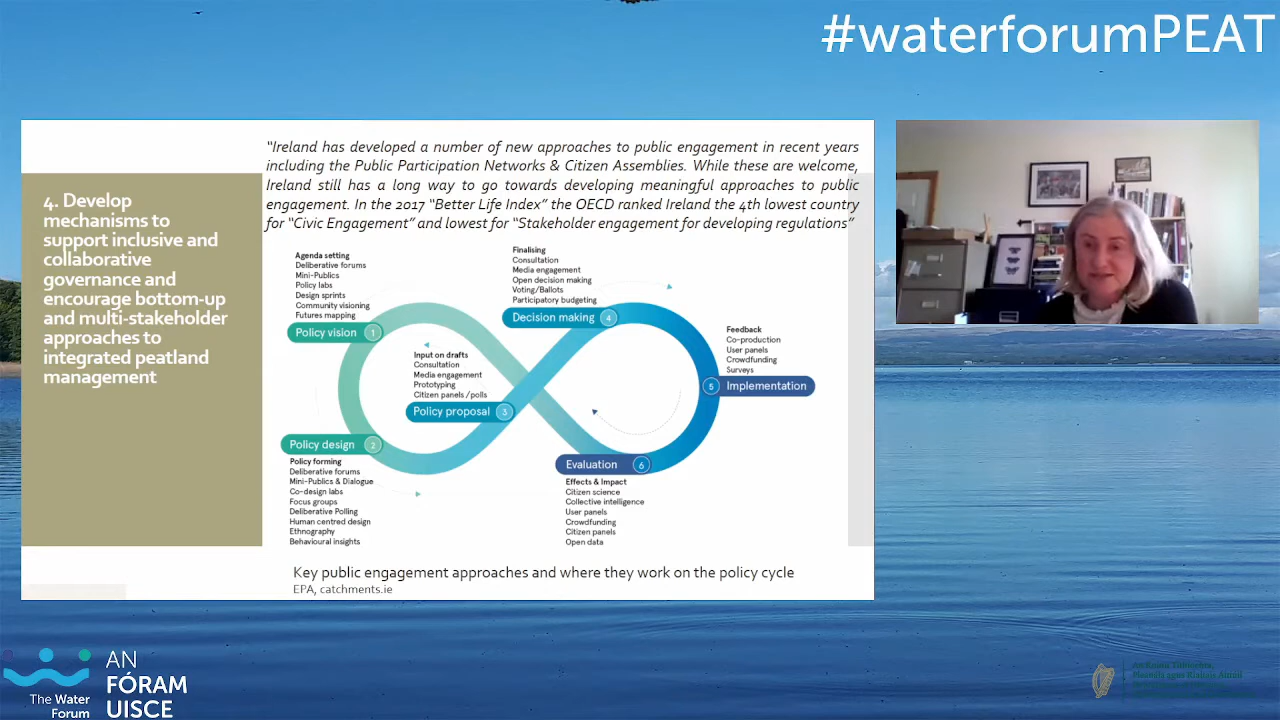 #waterforumPEAT
"Ireland has developed a number of new approaches to public engagement in recent years
including the Public Participation Networks & Citizen Assemblies. While these are welcome,
Ireland still has a long way to go towards developing meaningful approaches to public
engagement. In the 2017 "Better Life Index" the OECD ranked Ireland the 4th lowest country
for "Civic Engagement" and lowest for "Stakeholder engagement for developing regulations"
4. Develop
mechanisms to
support inclusive and
collaborative
governance and
encourage bottom-up
and multi-stakeholder
approaches to
integrated peatland
management
Agenda setting
Deliberative forums
Mini-Publics
Policy labs
Design sprints
Community visioning
Futures mapping
Policy vision 1
Policy design 2
Policy forming
Deliberative forums
Mini-Publics & Dialogue
Co-design labs
Focus groups
Deliberative Polling
Human centred design
Ethnography
Behavioural insights
Input on drafts
Consultation
Media engagement
Prototyping
Citizen panels /polls
Policy proposal 3
Finalising
Consultation
Media engagement
Open decision making
Voting/Ballots
Participatory budgeting
Decision making 4
Feedback
Co-production
User panels
Crowdfunding
Surveys
5 Implementation
Evaluation 6
Effects & Impact
Citizen science
Collective intelligence
User panels
Crowdfunding
Citizen panels
Open data
Key public engagement approaches and where they work on the policy cycle
EPA, catchments.ie
The Water
Forum
AN
FÓRAM
UISCE
An Roinn Tithíochta,
Pleanála agus Rialtais Áitiúil